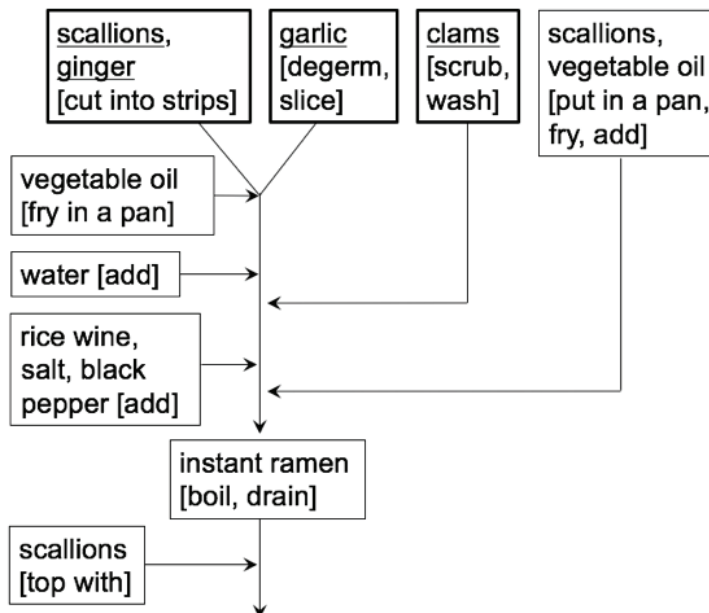 scallions,
ginger
[cut into strips]
garlic
[degerm,
slice]
clams
[scrub,
wash]
scallions,
vegetable oil
[put in a pan,
fry, add]
vegetable oil
[fry in a pan]
water [add]
rice wine,
salt, black
pepper [add]
instant ramen
[boil, drain]
scallions
[top with]